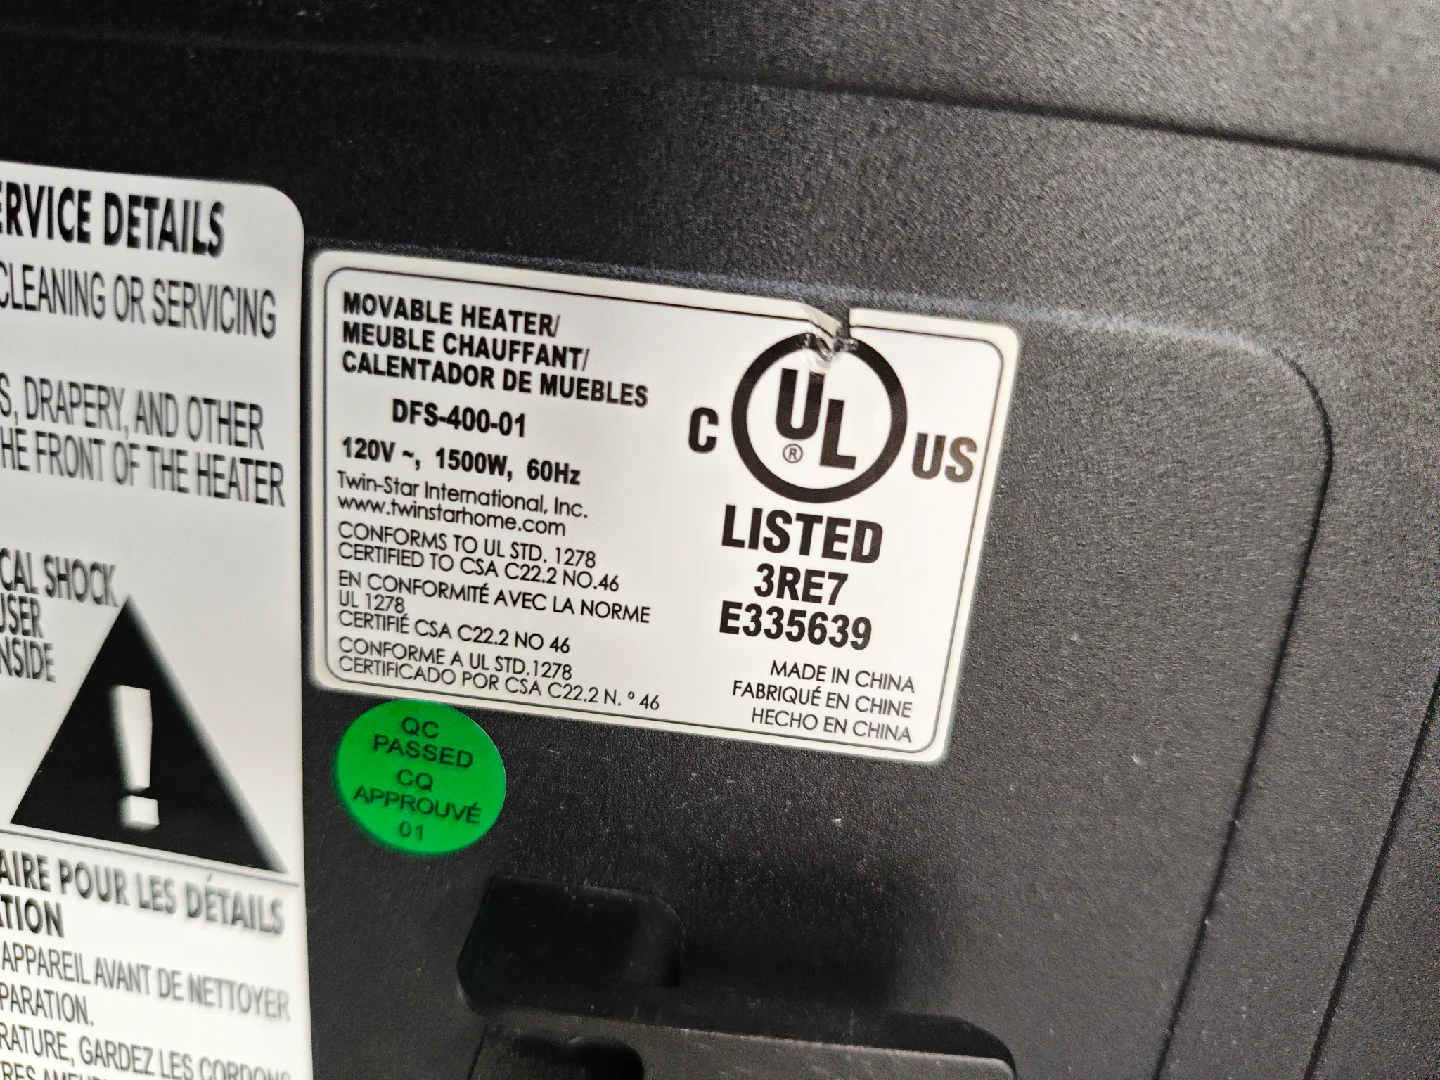 ERVICE DETAILS
CLEANING OR SERVICING
S, DRAPERY, AND OTHER
HE FRONT OF THE HEATER
CAL SHOCK
USER
NSIDE
AIRE POUR LES DÉTAILS
TION
APPAREIL AVANT DE NETTOYER
PARATION.
RATURE, GARDEZ LES CORDONS
MOVABLE HEATER/
MEUBLE CHAUFFANT/
CALENTADOR DE MUEBLES
DFS-400-01
120V ~, 1500W, 60Hz
Twin-Star International, Inc.
www.twinstarhome.com
CONFORMS TO UL STD. 1278
CERTIFIED TO CSA C22.2 NO.46
EN CONFORMITÉ AVEC LA NORME
UL 1278
CERTIFIÉ CSA C22.2 NO 46
CONFORME A UL STD.1278
CERTIFICADO POR CSA C22.2 N. º 46
C UL ® US
LISTED
3RE7
E335639
MADE IN CHINA
FABRIQUÉ EN CHINE
HECHO EN CHINA
QC
PASSED
CQ
APPROUVÉ
01